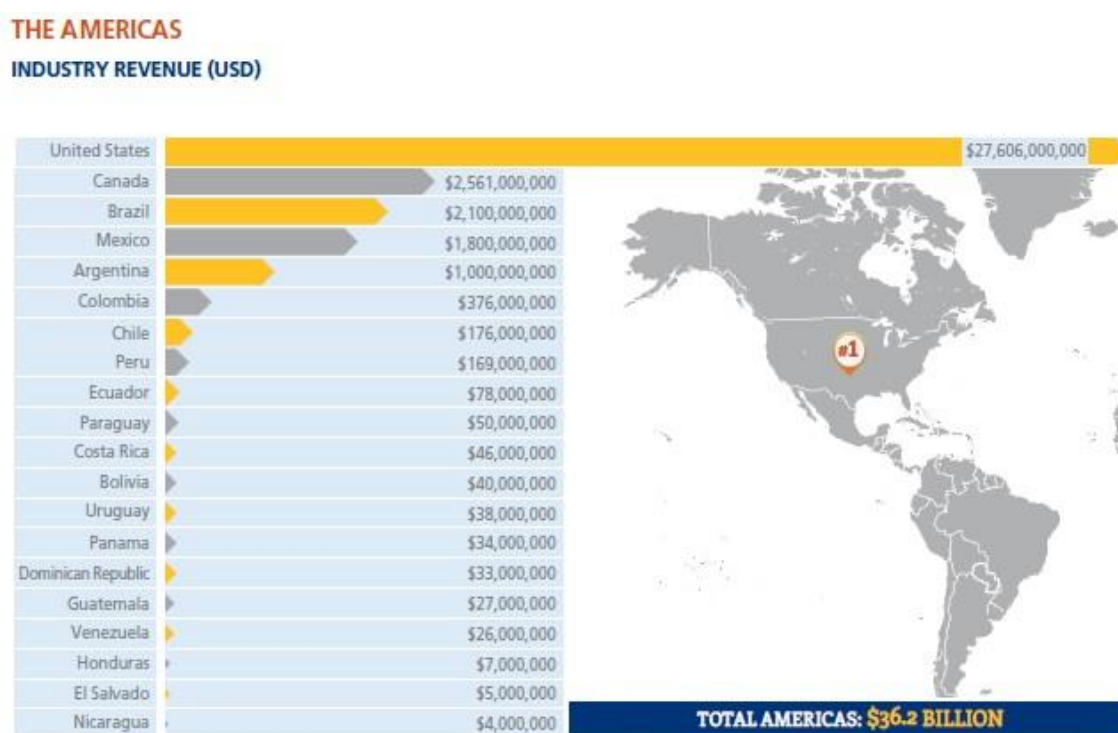 THE AMERICAS
INDUSTRY REVENUE (USD)
United States $27,606,000,000
Canada $2,561,000,000
Brazil $2,100,000,000
Mexico $1,800,000,000
Argentina $1,000,000,000
Colombia $376,000,000
Chile $176,000,000
Peru $169,000,000
Ecuador $78,000,000
Paraguay $50,000,000
Costa Rica $46,000,000
Bolivia $40,000,000
Uruguay $38,000,000
Panama $34,000,000
Dominican Republic $33,000,000
Guatemala $27,000,000
Venezuela $26,000,000
Honduras $7,000,000
El Salvado $5,000,000
Nicaragua $4,000,000
#1
TOTAL AMERICAS: $36.2 BILLION